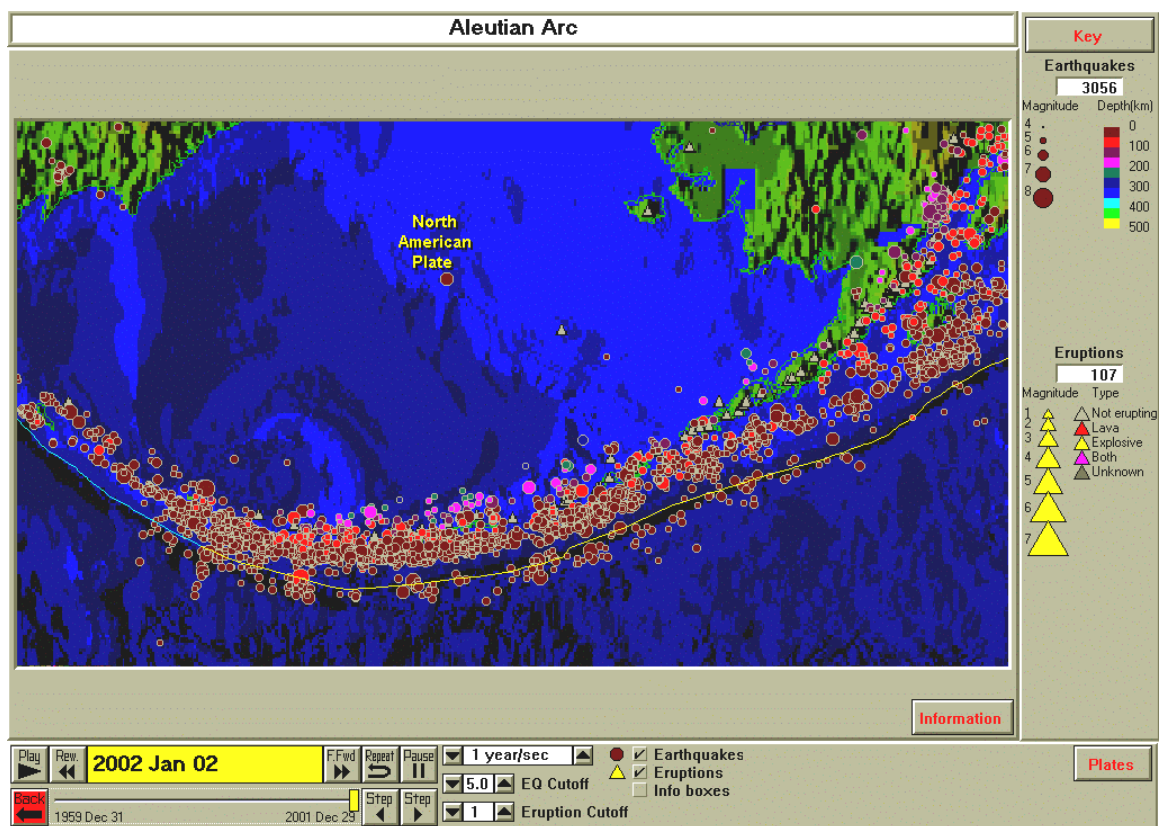 Aleutian Arc
Key
Earthquakes
3056
Magnitude Depth(km)
4 0
5
6 100
7 200
8 300
400
500
North
American
Plate
Eruptions
107
Magnitude Type
1 Not erupting
2 Lava
3 Explosive
4 Both
5 Unknown
6
7
Information
Play Rew. 2002 Jan 02 F.Fwd Repeat Pause 1 year/sec Earthquakes
Eruptions
5.0 EQ Cutoff Info boxes
Plates
Back 1959 Dec 31 2001 Dec 29 Step Step 1 Eruption Cutoff